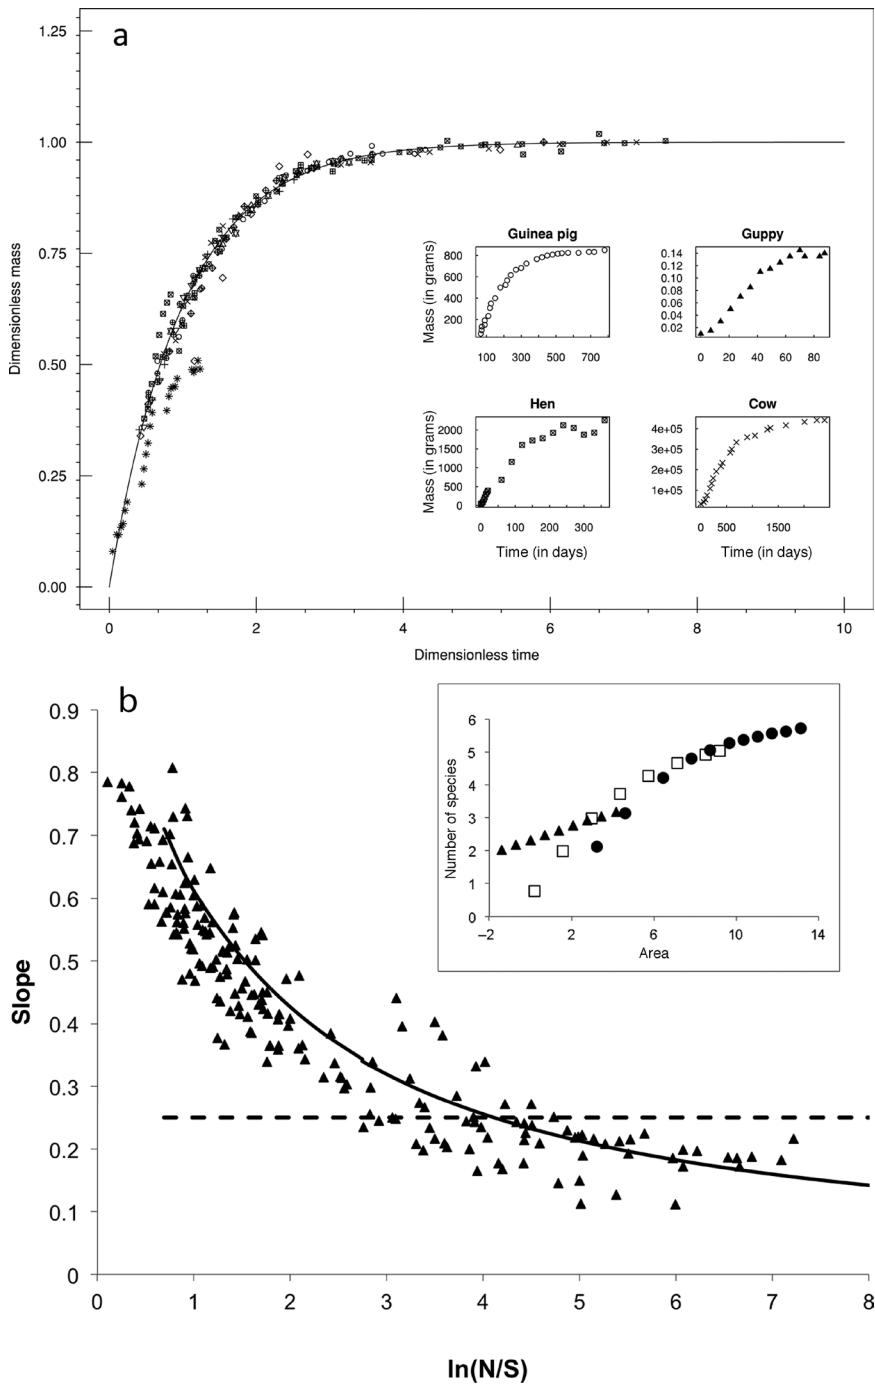 a
1.25
1.00
0.75
0.50
0.25
0.00
Dimensionless mass
0 2 4 6 8 10
Dimensionless time
Guinea pig
Mass (in grams)
800
600
400
200
100 300 500 700
Guppy
0.14
0.12
0.10
0.08
0.06
0.04
0.02
0 20 40 60 80
Hen
Mass (in grams)
2000
1500
1000
500
0
0 100 200 300
Time (in days)
Cow
4e+05
3e+05
2e+05
1e+05
0 500 1500
Time (in days)
b
0.9
0.8
0.7
0.6
0.5
0.4
0.3
0.2
0.1
0
Slope
0 1 2 3 4 5 6 7 8
ln(N/S)
6
5
4
3
2
1
0
Number of species
–2 2 6 10 14
Area